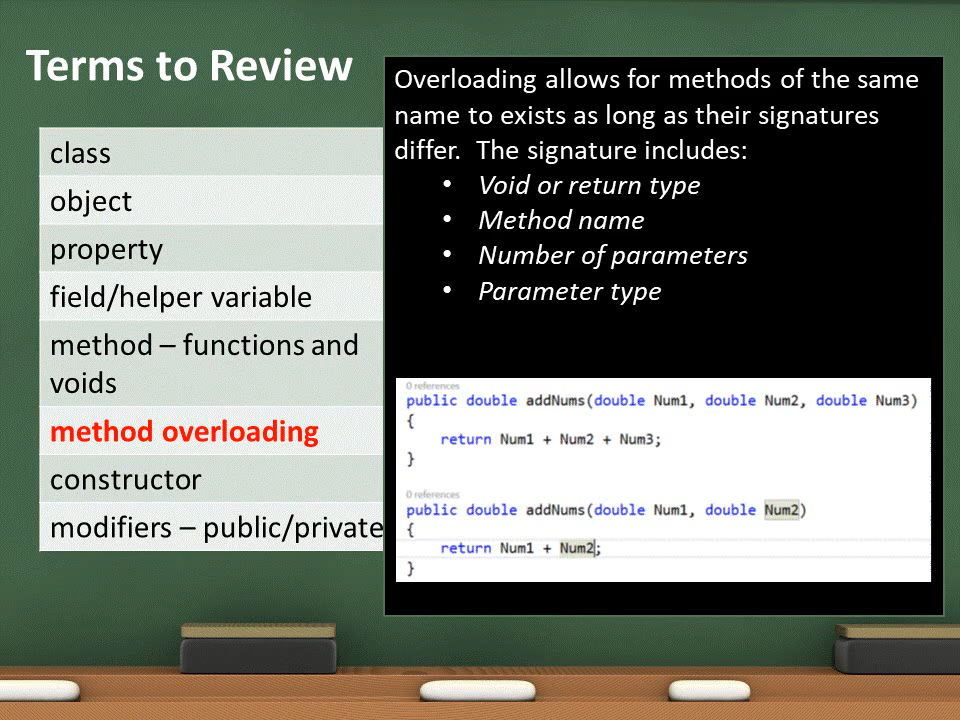 Terms to Review
class
object
property
field/helper variable
method – functions and
voids
method overloading
constructor
modifiers – public/private
Overloading allows for methods of the same
name to exists as long as their signatures
differ.  The signature includes:
• Void or return type
• Method name
• Number of parameters
• Parameter type
0 references
public double addNums(double Num1, double Num2, double Num3)
{
return Num1 + Num2 + Num3;
}
0 references
public double addNums(double Num1, double Num2)
{
return Num1 + Num2;
}